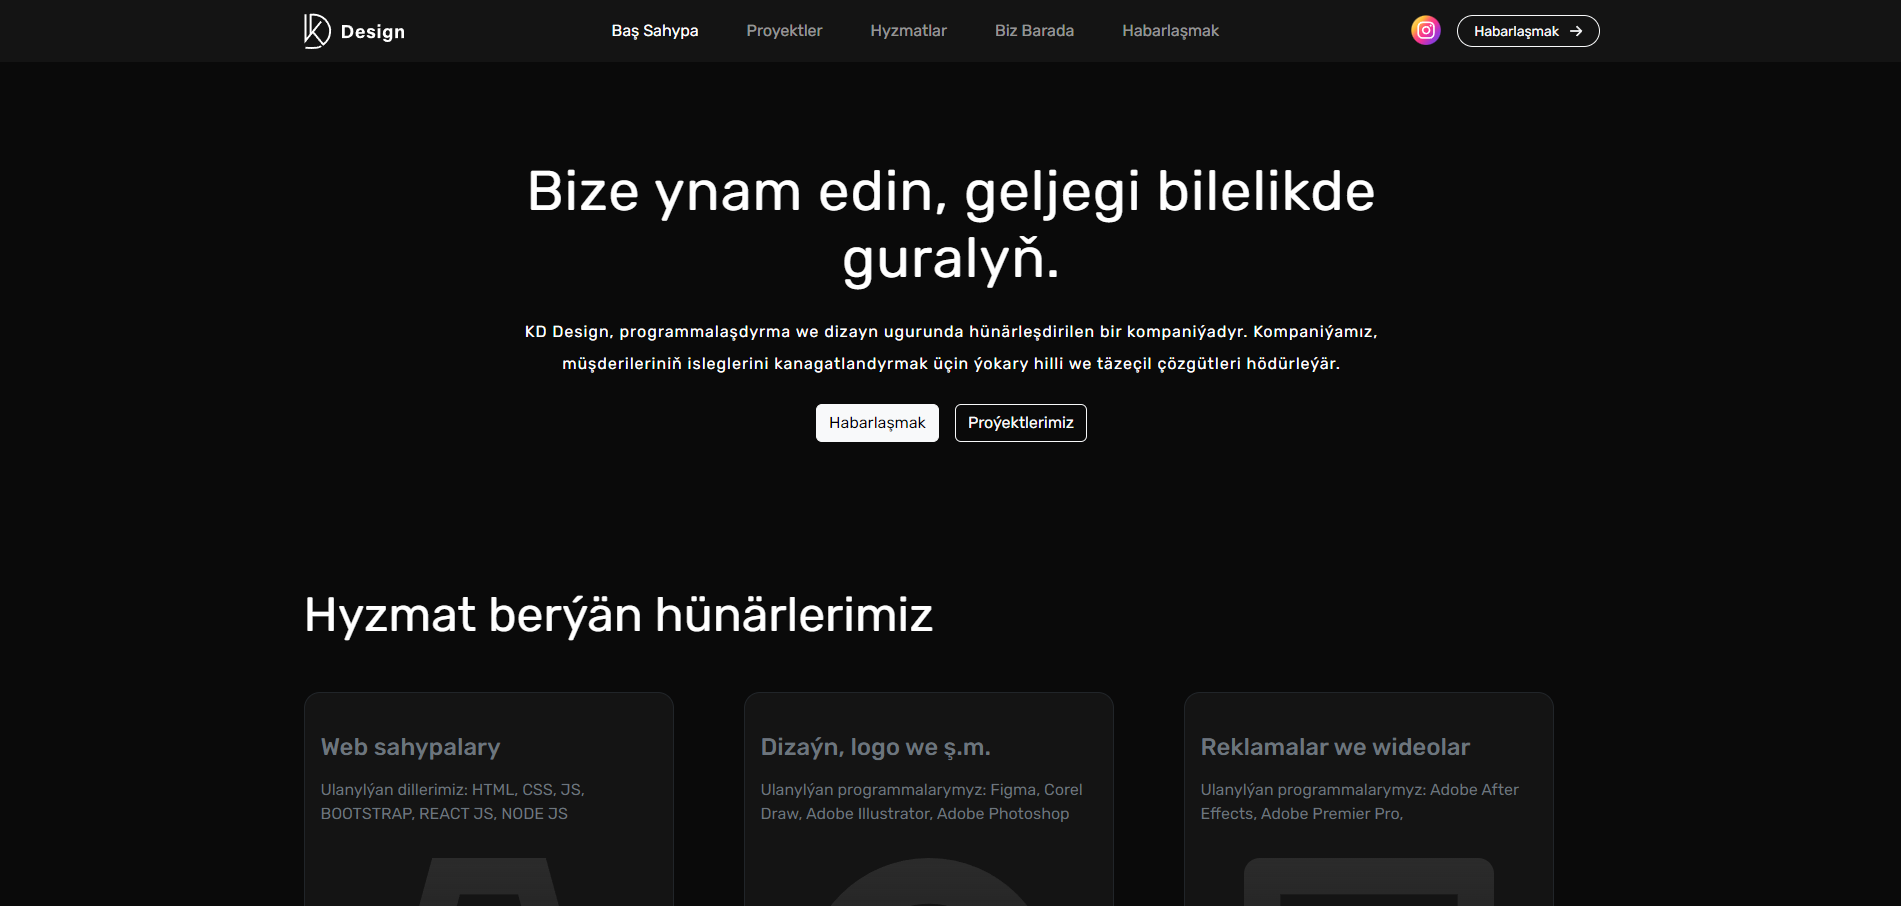 KD Design
Baş Sahypa
Proyektler
Hyzmatlar
Biz Barada
Habarlaşmak
Habarlaşmak
Bize ynam edin, geljegi bilelikde
guralyň.
KD Design, programmalaşdyrma we dizayn ugurunda hünärleşdirilen bir kompaniýadyr. Kompaniýamız,
müşderileriniň isleglerini kanagatlandyrmak üçin ýokary hilli we täzeçil çözgütleri hödürleýär.
Habarlaşmak
Proýektlerimiz
Hyzmat berýän hünärlerimiz
Web sahypalary
Ulanylýan dillerimiz: HTML, CSS, JS,
BOOTSTRAP, REACT JS, NODE JS
Dizaýn, logo we ş.m.
Ulanylýan programmalarymyz: Figma, Corel
Draw, Adobe Illustrator, Adobe Photoshop
Reklamalar we wideolar
Ulanylýan programmalarymyz: Adobe After
Effects, Adobe Premier Pro,